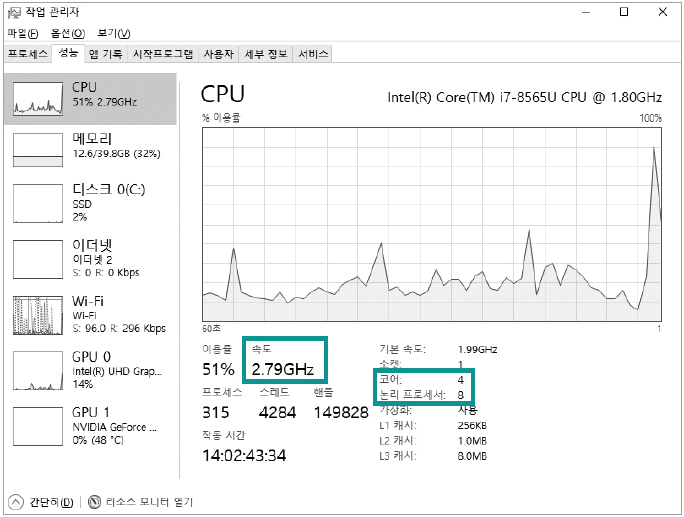 작업 관리자
파일(F) 옵션(O) 보기(V)
프로세스 성능 앱 기록 시작프로그램 사용자 세부 정보 서비스
CPU
51% 2.79GHz
메모리
12.6/39.8GB (32%)
디스크 0(C:)
SSD
2%
이더넷
이더넷 2
S: 0 R: 0 Kbps
Wi-Fi
Wi-Fi
S: 96.0 R: 296 Kbps
GPU 0
Intel(R) UHD Grap...
14%
GPU 1
NVIDIA GeForce ...
0% (48 °C)
CPU Intel(R) Core(TM) i7-8565U CPU @ 1.80GHz
% 이용률 100%
60초 1
이용률 속도
51% 2.79GHz
프로세스 스레드 핸들
315 4284 149828
작동 시간
14:02:43:34
기본 속도: 1.99GHz
소켓: 1
코어: 4
논리 프로세서: 8
가상화: 사용
L1 캐시: 256KB
L2 캐시: 1.0MB
L3 캐시: 8.0MB
간단히(D) 리소스 모니터 열기